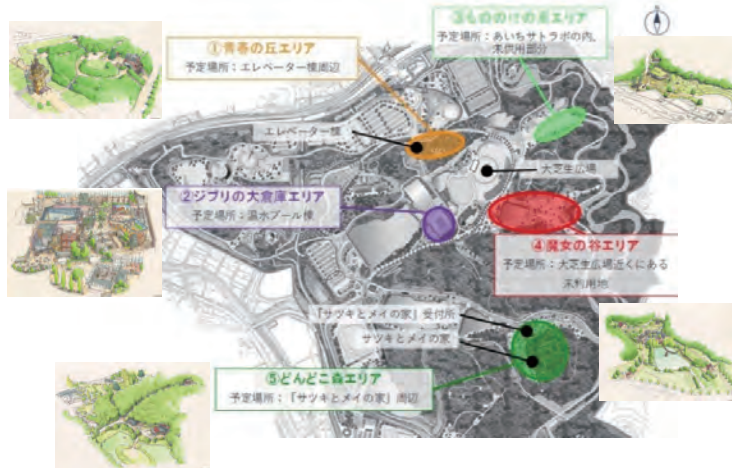 ①青春の丘エリア
予定場所：エレベーター棟周辺
③もののけの里エリア
予定場所：あいちサトラボの内、
未供用部分
エレベーター棟
大芝生広場
②ジブリの大倉庫エリア
予定場所：温水プール棟
④魔女の谷エリア
予定場所：大芝生広場近くにある
未利用地
「サツキとメイの家」受付所
サツキとメイの家
⑤どんどこ森エリア
予定場所：「サツキとメイの家」周辺